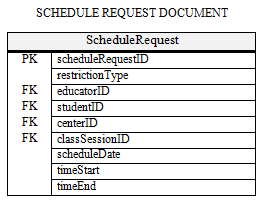 SCHEDULE REQUEST DOCUMENT
ScheduleRequest
PK scheduleRequestID
restrictionType
FK educatorID
FK studentID
FK centerID
FK classSessionID
scheduleDate
timeStart
timeEnd